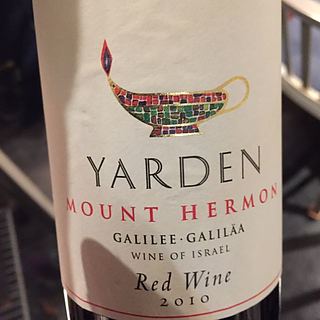 YARDEN
MOUNT HERMON
GALILEE · GALILÄA
WINE OF ISRAEL
Red Wine
2010